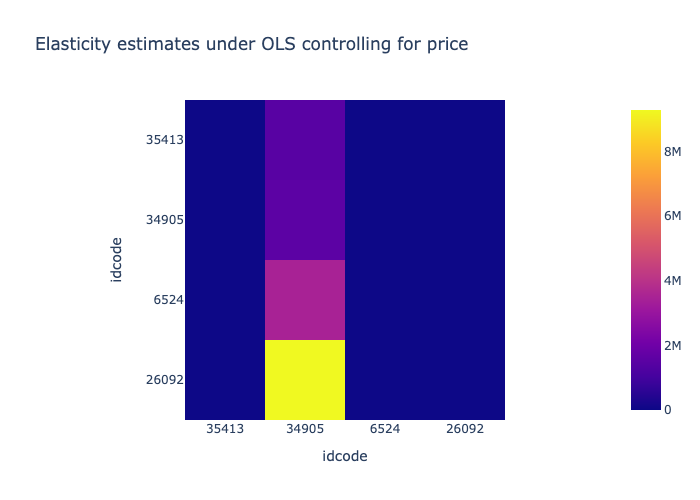 Elasticity estimates under OLS controlling for price
35413
34905
6524
26092
idcode
35413
34905
6524
26092
idcode
8M
6M
4M
2M
0